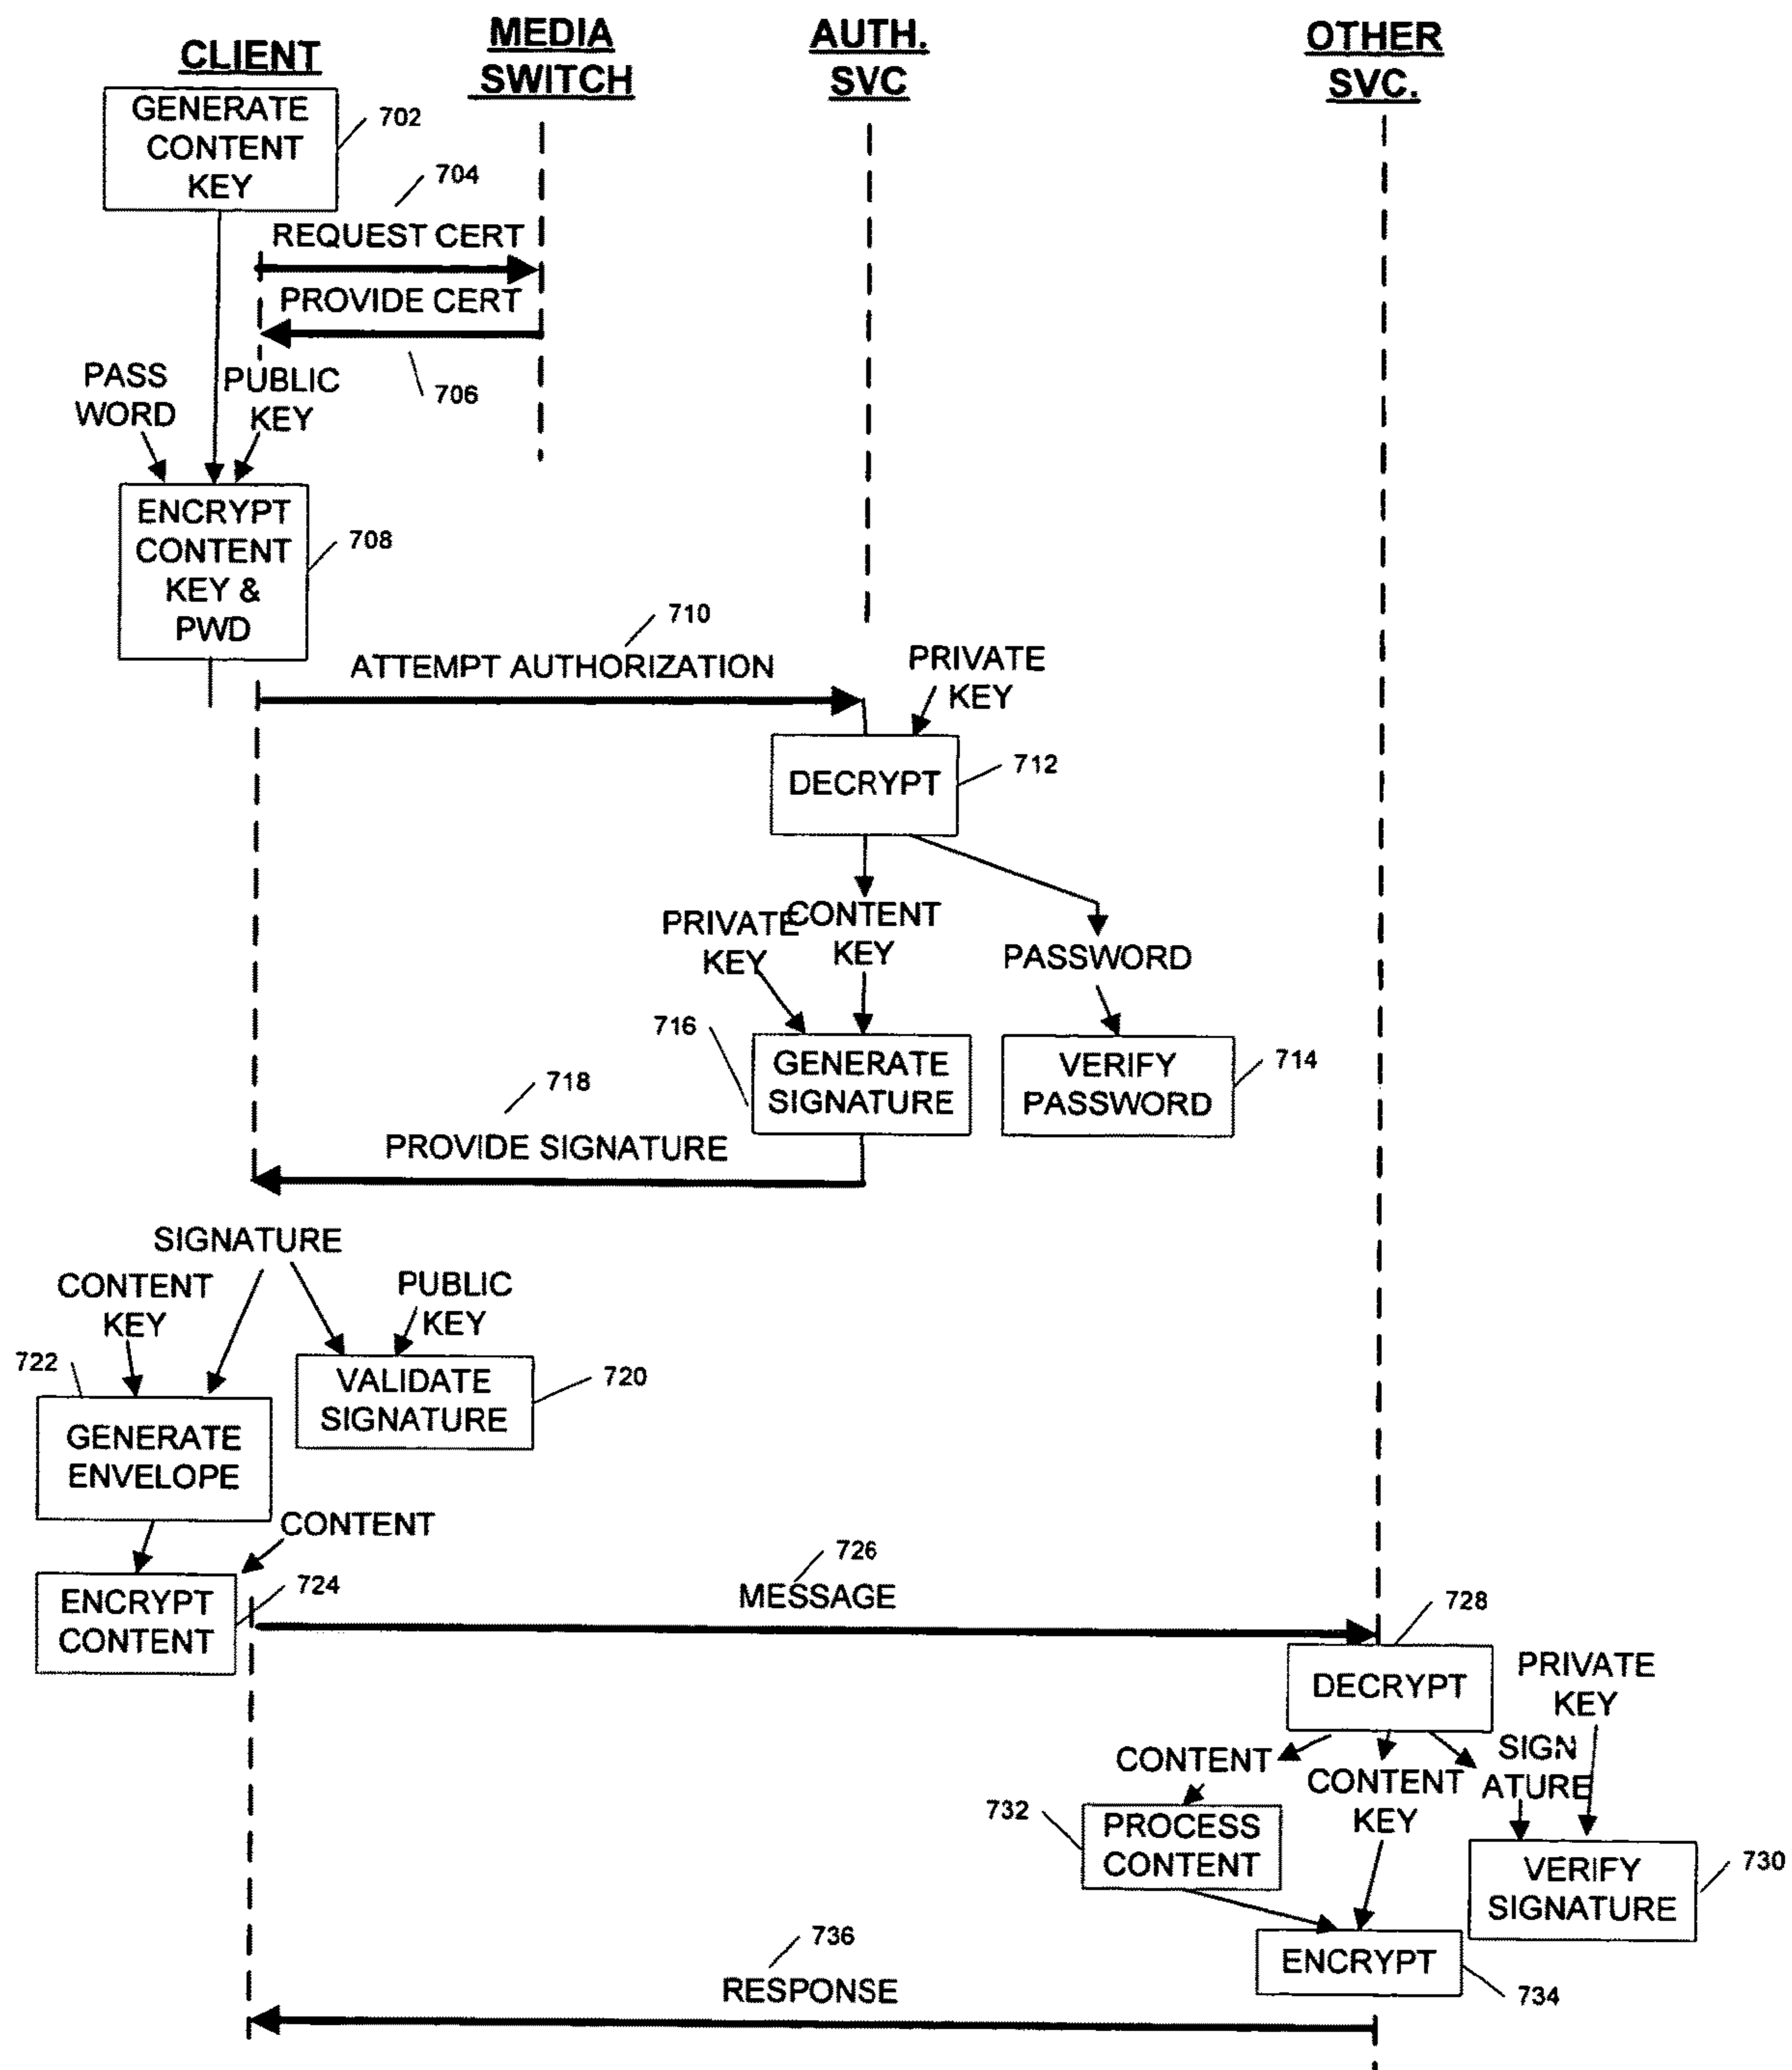 CLIENT
MEDIA
SWITCH
AUTH.
SVC
OTHER
SVC.
GENERATE
CONTENT
KEY
702
704
REQUEST CERT
PROVIDE CERT
706
PASS
WORD
PUBLIC
KEY
ENCRYPT
CONTENT
KEY &
PWD
708
710
ATTEMPT AUTHORIZATION
PRIVATE
KEY
DECRYPT
712
PRIVATE
KEY
CONTENT
KEY
PASSWORD
716
GENERATE
SIGNATURE
VERIFY
PASSWORD
714
718
PROVIDE SIGNATURE
SIGNATURE
CONTENT
KEY
PUBLIC
KEY
722
VALIDATE
SIGNATURE
720
GENERATE
ENVELOPE
CONTENT
ENCRYPT
CONTENT
724
726
MESSAGE
728
DECRYPT
PRIVATE
KEY
CONTENT
CONTENT
KEY
SIGN
ATURE
732
PROCESS
CONTENT
VERIFY
SIGNATURE
730
ENCRYPT
734
736
RESPONSE